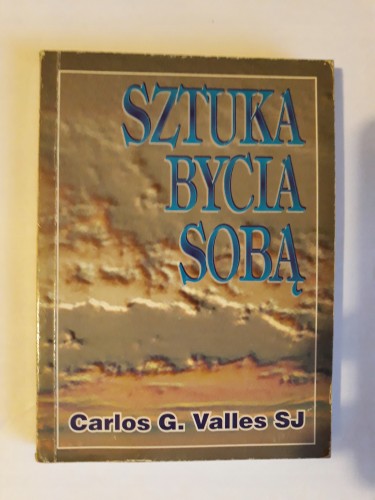 SZTUKA
BYCIA
SOBĄ
Carlos G. Valles SJ